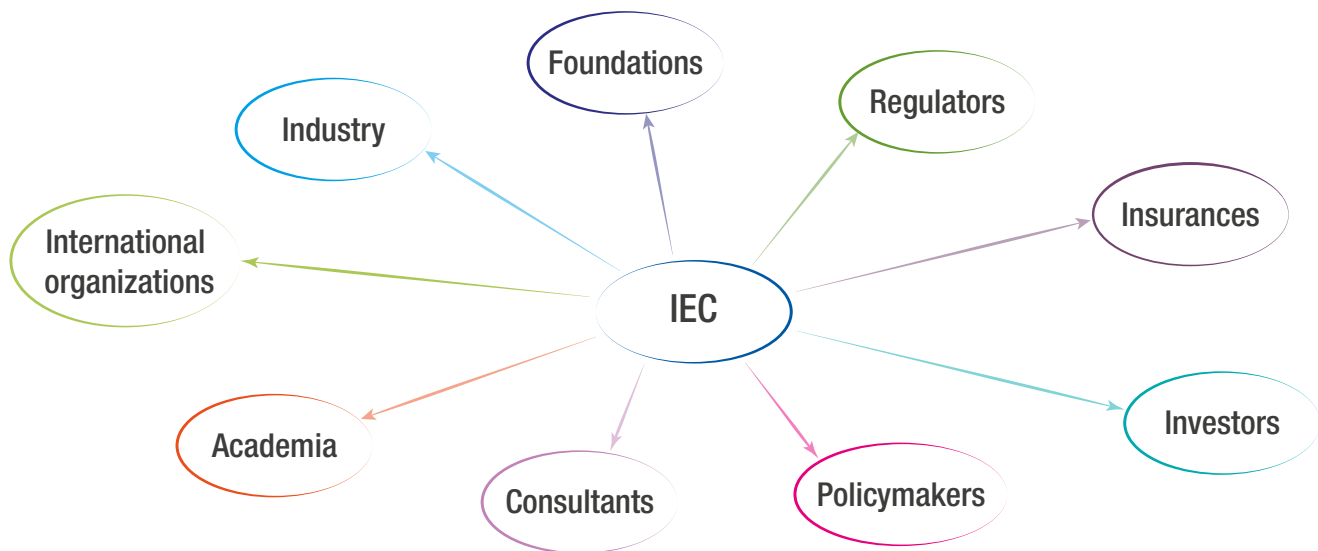 Foundations
Regulators
Industry
Insurances
International
organizations
IEC
Investors
Academia
Policymakers
Consultants